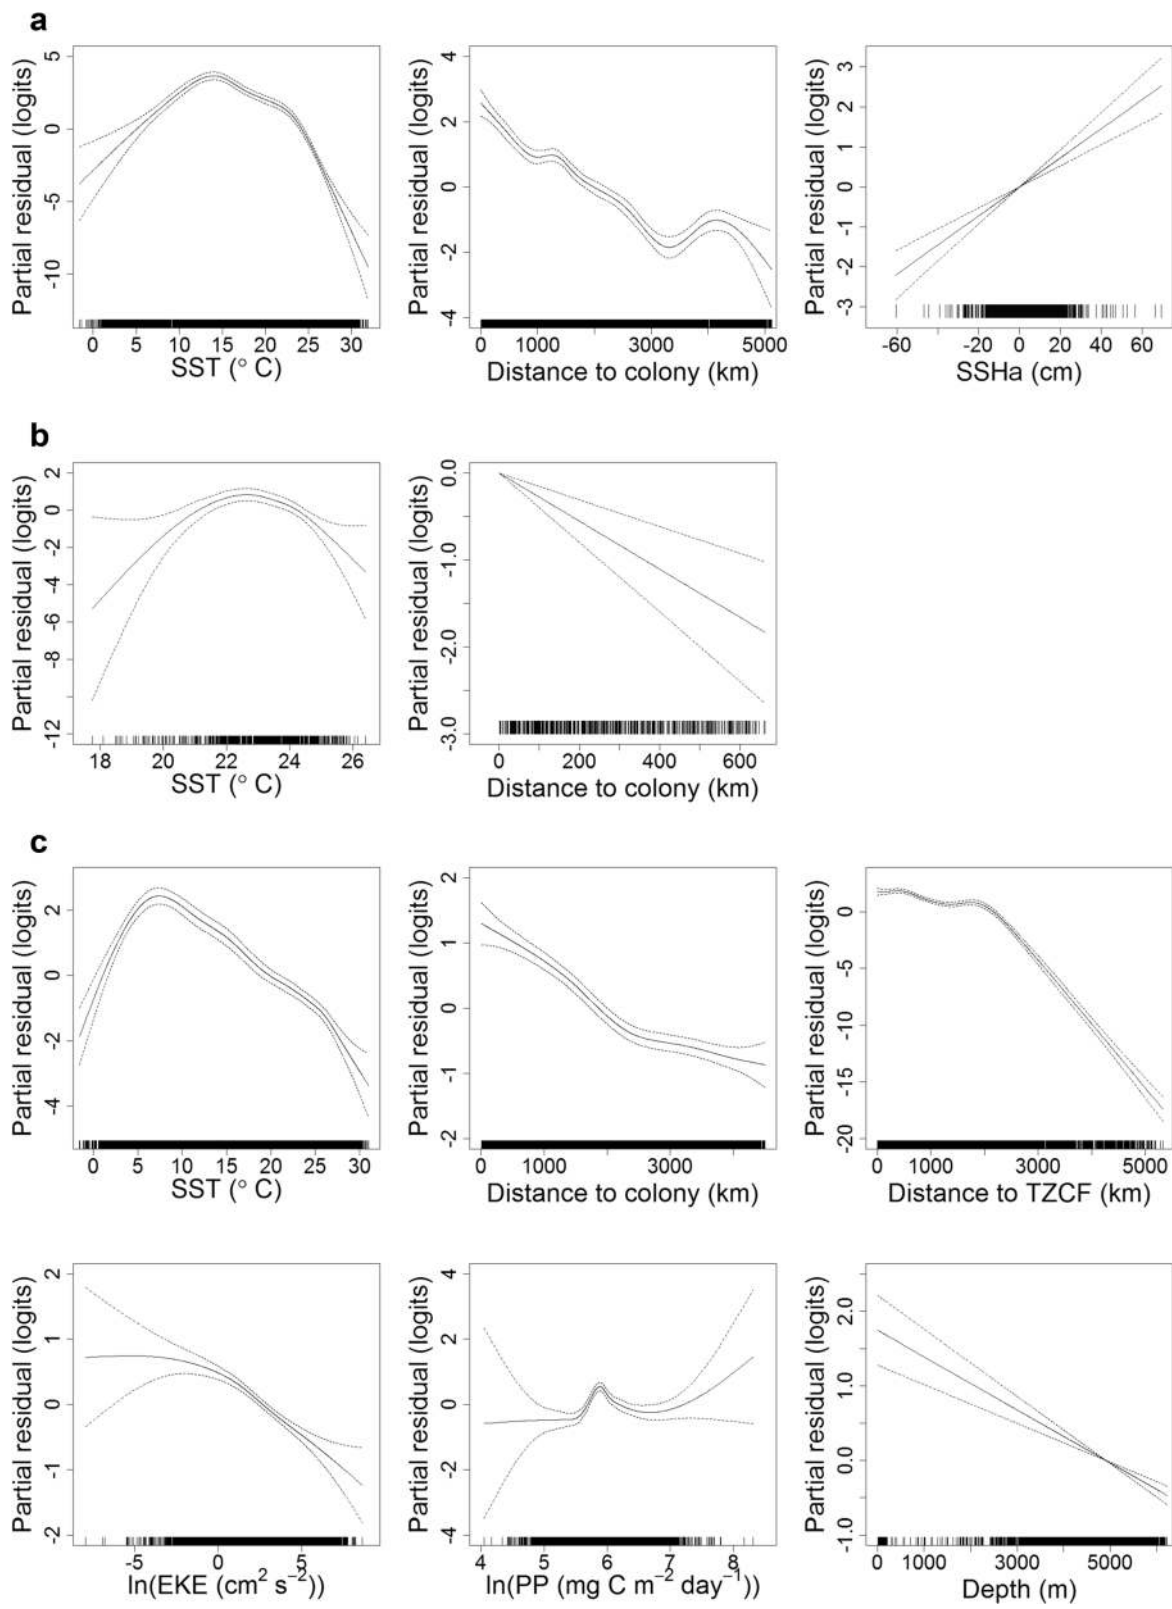 a
Partial residual (logits)
5
0
-5
-10
0 5 10 15 20 25 30
SST (° C)
Partial residual (logits)
4
2
0
-2
-4
0 1000 3000 5000
Distance to colony (km)
Partial residual (logits)
3
2
1
0
-1
-2
-3
-60 -20 0 20 40 60
SSHa (cm)
b
Partial residual (logits)
2
0
-2
-4
-6
-8
-12
18 20 22 24 26
SST (° C)
Partial residual (logits)
0.0
-1.0
-2.0
-3.0
0 200 400 600
Distance to colony (km)
c
Partial residual (logits)
2
0
-2
-4
0 5 10 15 20 25 30
SST (° C)
Partial residual (logits)
2
1
0
-1
-2
0 1000 3000
Distance to colony (km)
Partial residual (logits)
0
-5
-10
-15
-20
0 1000 3000 5000
Distance to TZCF (km)
Partial residual (logits)
2
1
0
-1
-2
-5 0 5
ln(EKE (cm² s⁻²))
Partial residual (logits)
4
2
0
-2
-4
4 5 6 7 8
ln(PP (mg C m⁻² day⁻¹))
Partial residual (logits)
2.0
1.0
0.0
-1.0
0 1000 3000 5000
Depth (m)